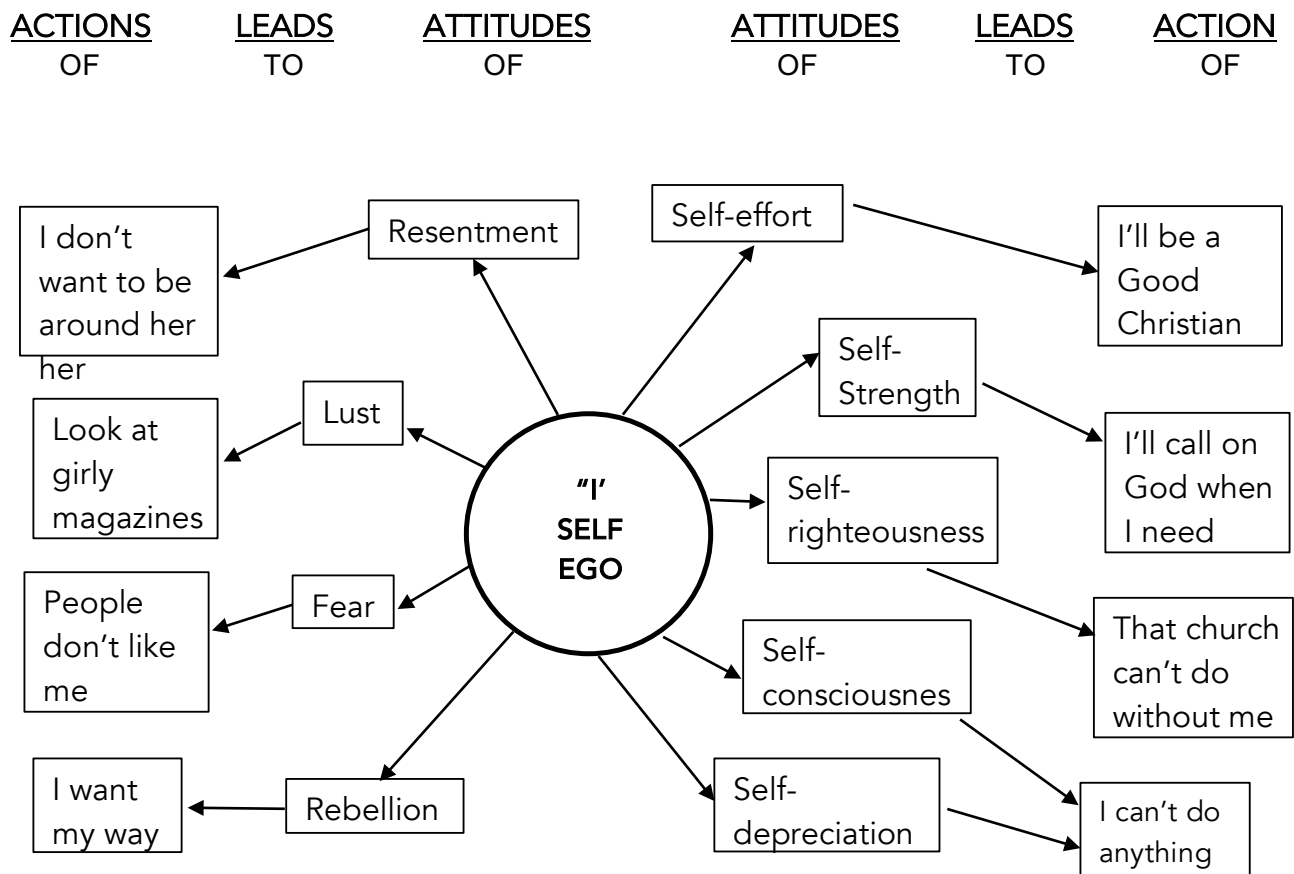 ACTIONS LEADS ATTITUDES ATTITUDES LEADS ACTION
OF TO OF OF TO OF
I don't
want to be
around her
her
Resentment
Self-effort
I'll be a
Good
Christian
Look at
girly
magazines
Lust
Self-
Strength
I'll call on
God when
I need
"I'
SELF
EGO
Self-
righteousness
People
don't like
me
Fear
Self-
consciousnes
That church
can't do
without me
I want
my way
Rebellion
Self-
depreciation
I can't do
anything